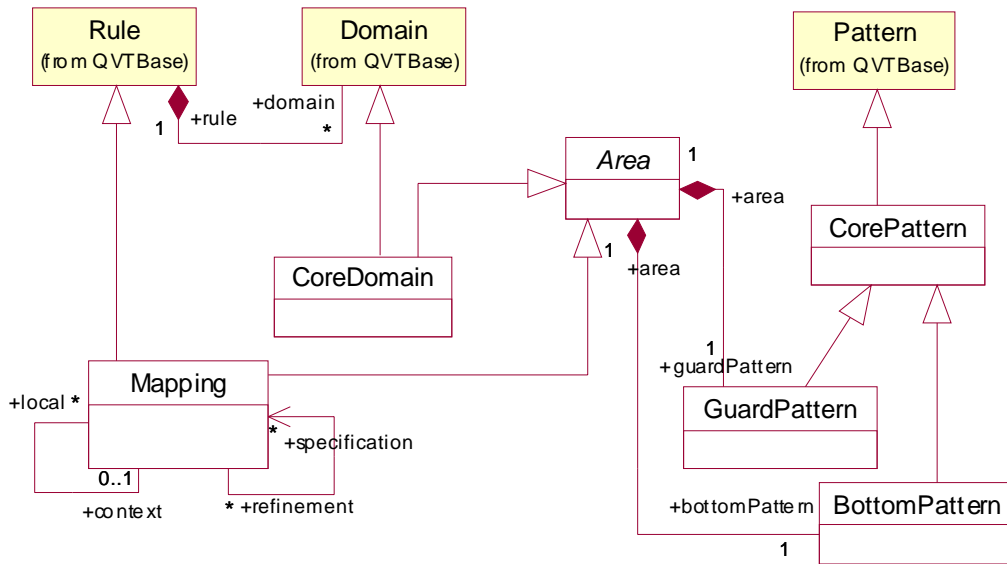 Rule
(from QVTBase)
Domain
(from QVTBase)
Pattern
(from QVTBase)
+domain
+rule
1
*
Area
1
+area
CorePattern
1
+area
CoreDomain
1
+guardPattern
Mapping
GuardPattern
+local *
* +specification
0..1
+context
* +refinement
+bottomPattern
BottomPattern
1